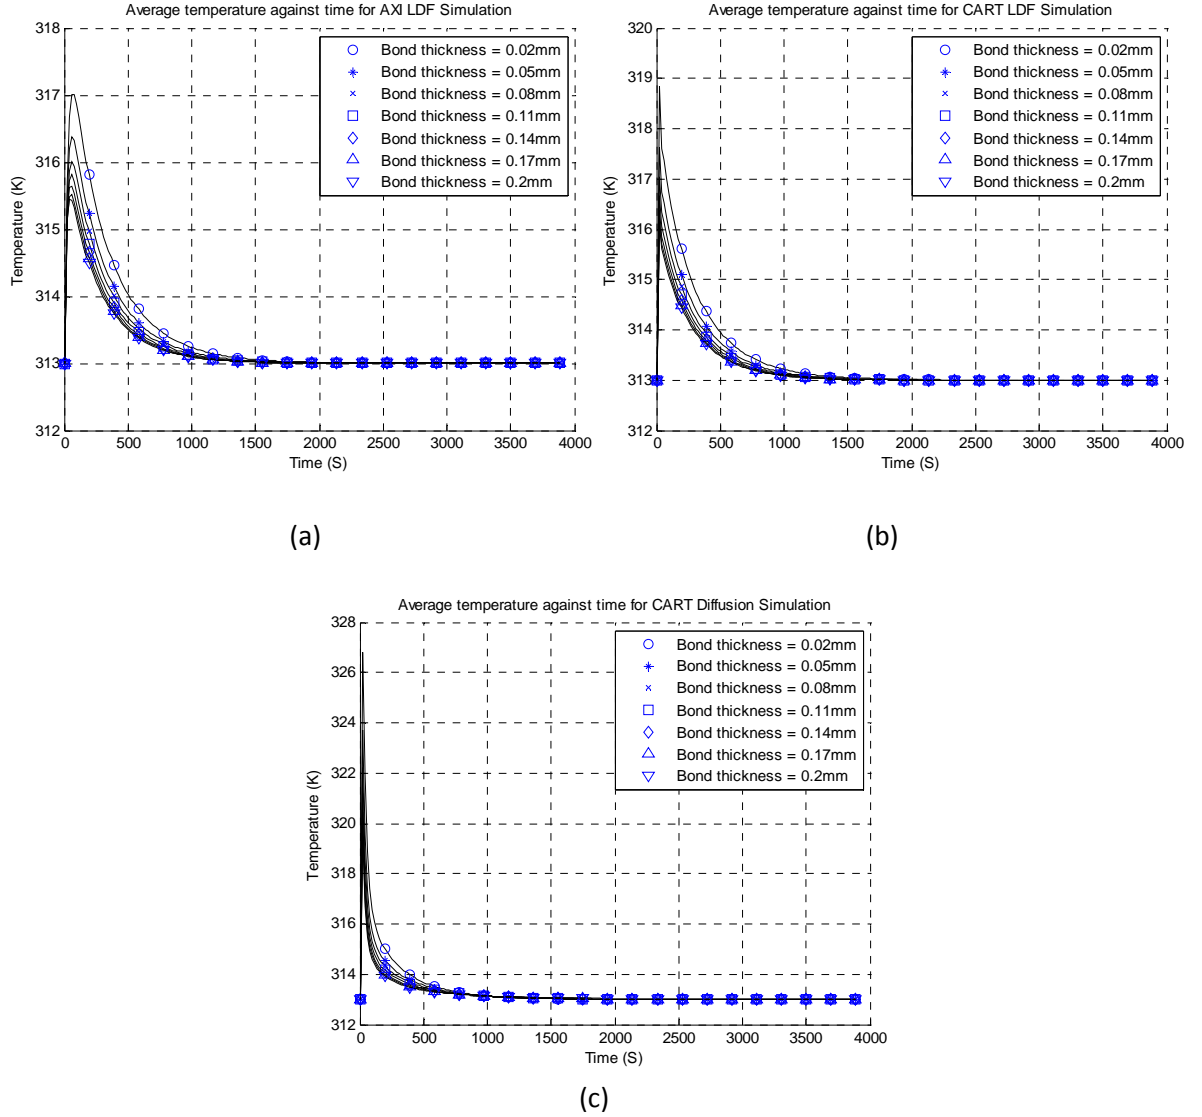 Average temperature against time for AXI LDF Simulation
318
317
316
315
314
313
312
Temperature (K)
Bond thickness = 0.02mm
Bond thickness = 0.05mm
Bond thickness = 0.08mm
Bond thickness = 0.11mm
Bond thickness = 0.14mm
Bond thickness = 0.17mm
Bond thickness = 0.2mm
0 500 1000 1500 2000 2500 3000 3500 4000
Time (S)
(a)
Average temperature against time for CART LDF Simulation
320
319
318
317
316
315
314
313
312
Temperature (K)
Bond thickness = 0.02mm
Bond thickness = 0.05mm
Bond thickness = 0.08mm
Bond thickness = 0.11mm
Bond thickness = 0.14mm
Bond thickness = 0.17mm
Bond thickness = 0.2mm
0 500 1000 1500 2000 2500 3000 3500 4000
Time (S)
(b)
Average temperature against time for CART Diffusion Simulation
328
326
324
322
320
318
316
314
312
Temperature (K)
Bond thickness = 0.02mm
Bond thickness = 0.05mm
Bond thickness = 0.08mm
Bond thickness = 0.11mm
Bond thickness = 0.14mm
Bond thickness = 0.17mm
Bond thickness = 0.2mm
0 500 1000 1500 2000 2500 3000 3500 4000
Time (S)
(c)